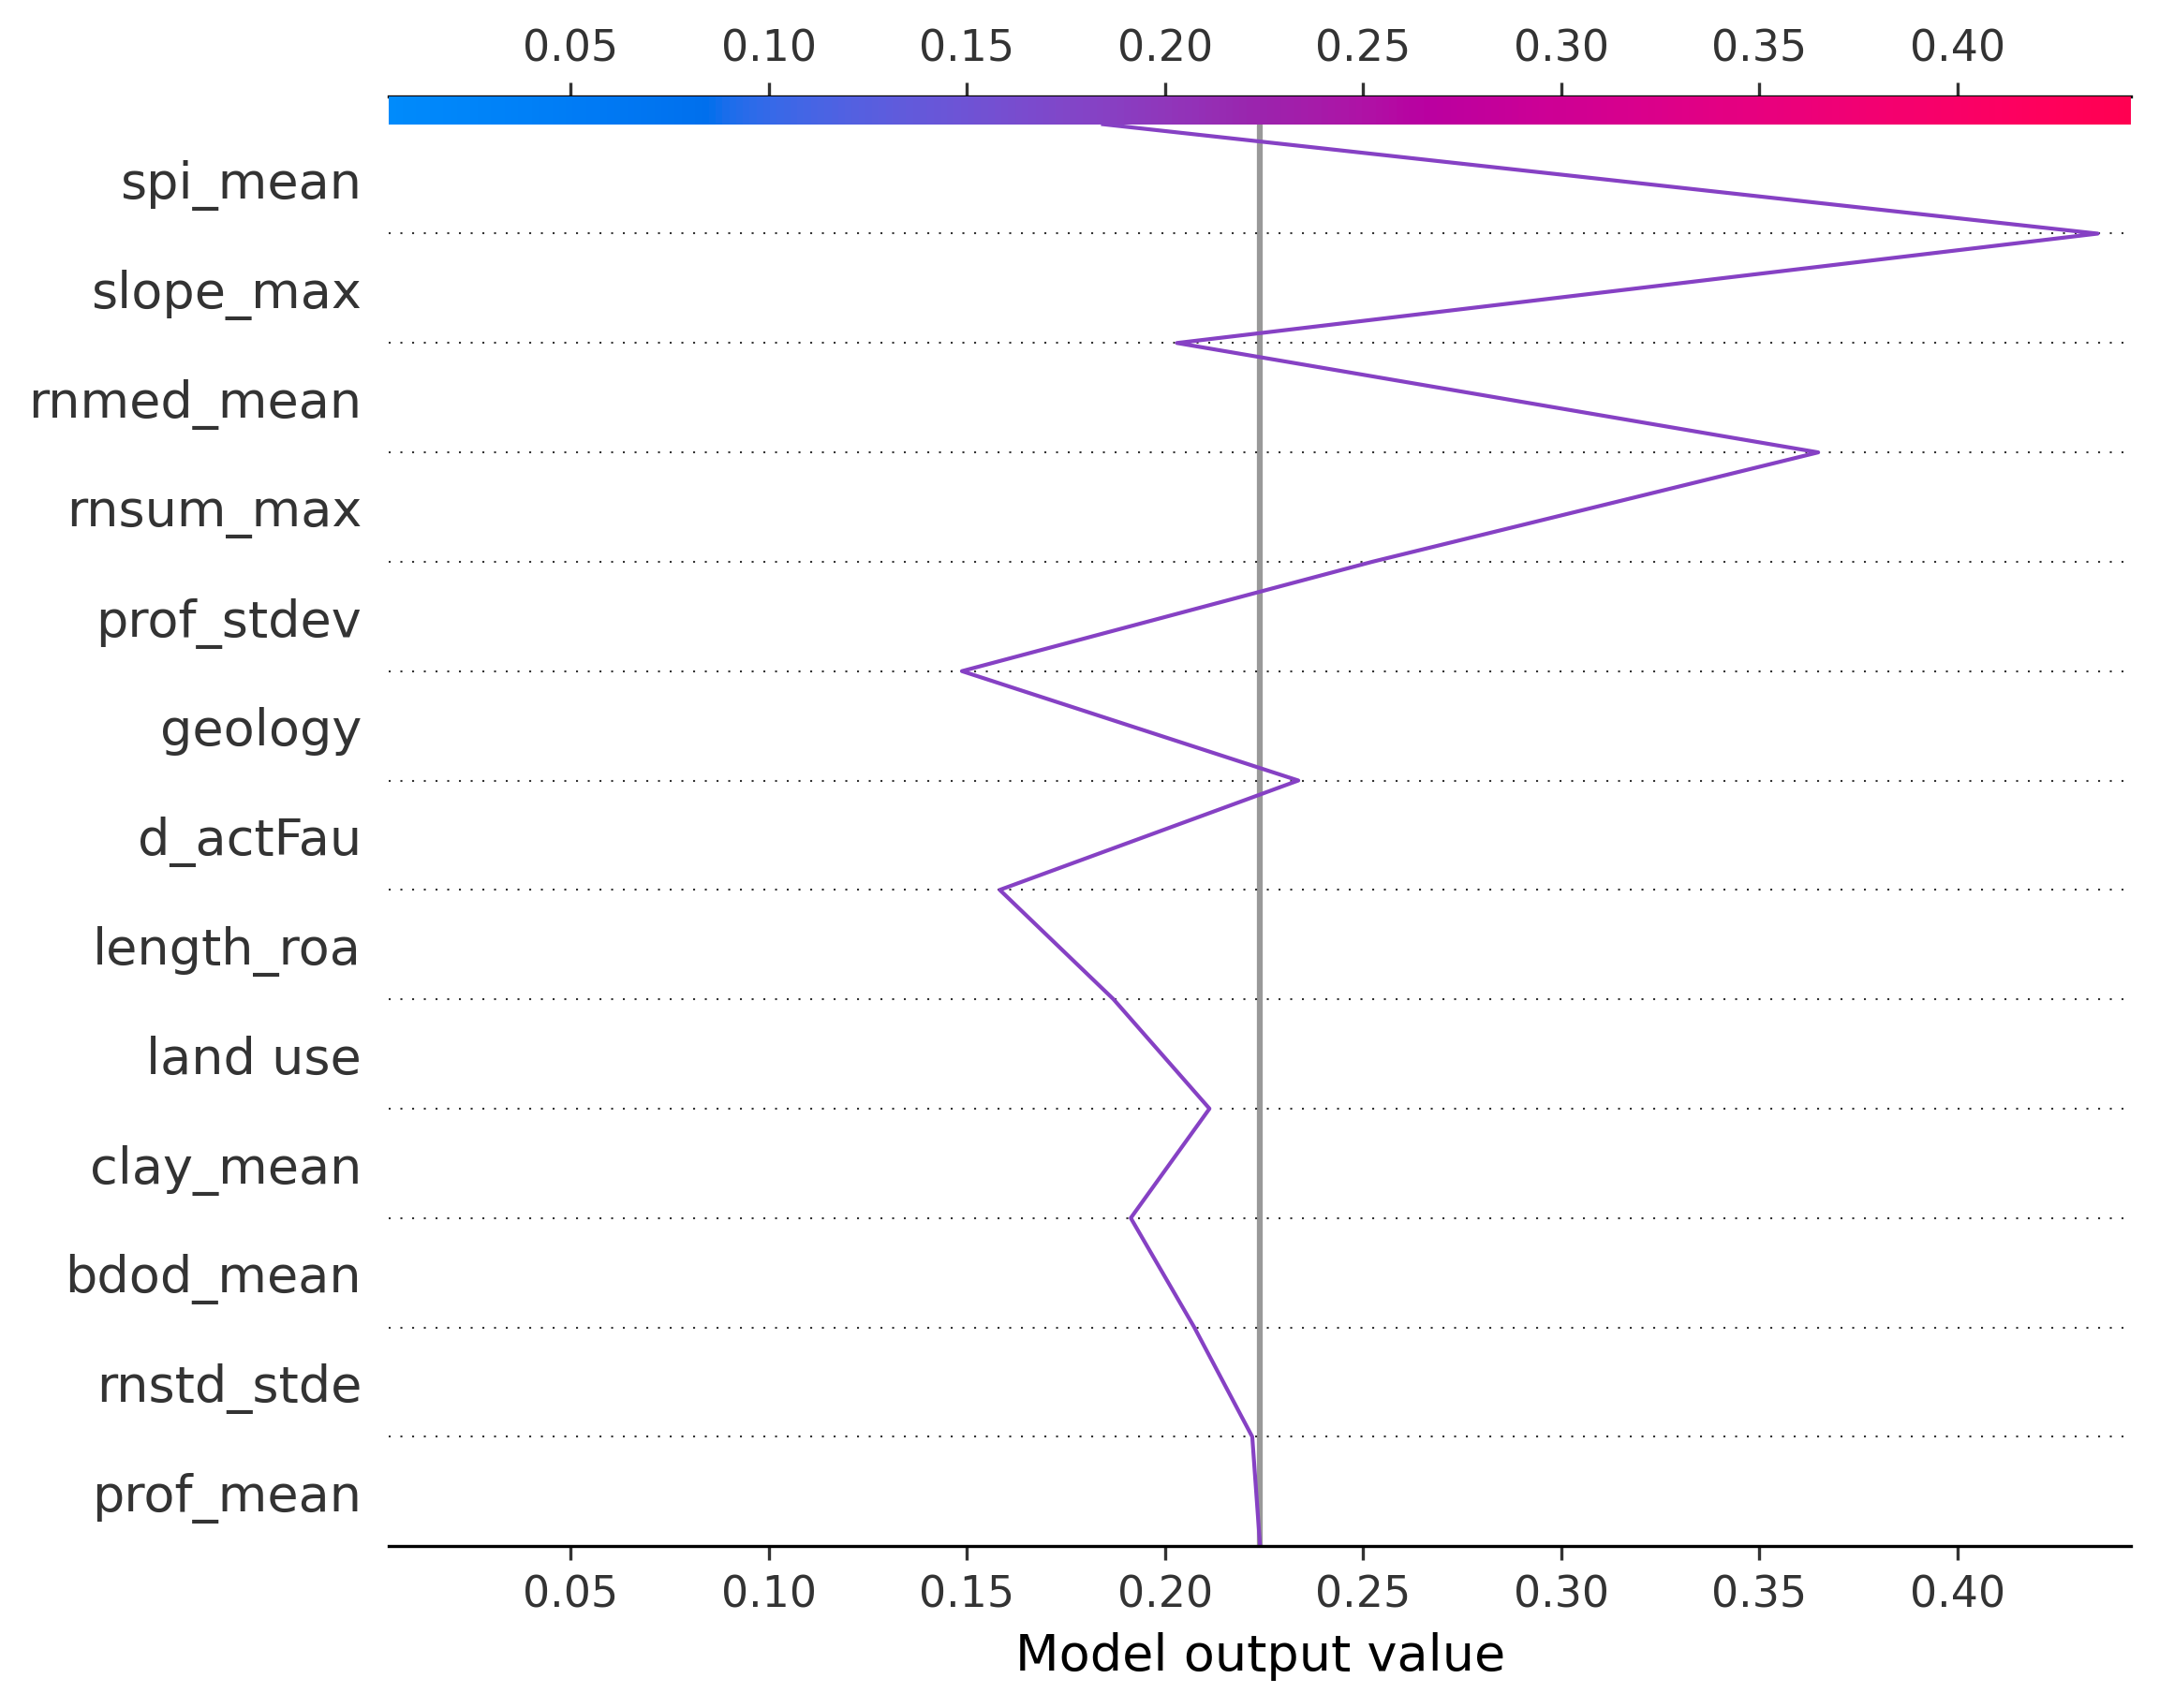 0.05 0.10 0.15 0.20 0.25 0.30 0.35 0.40
spi_mean
slope_max
rnmed_mean
rnsum_max
prof_stdev
geology
d_actFau
length_roa
land use
clay_mean
bdod_mean
rnstd_stde
prof_mean
0.05 0.10 0.15 0.20 0.25 0.30 0.35 0.40
Model output value